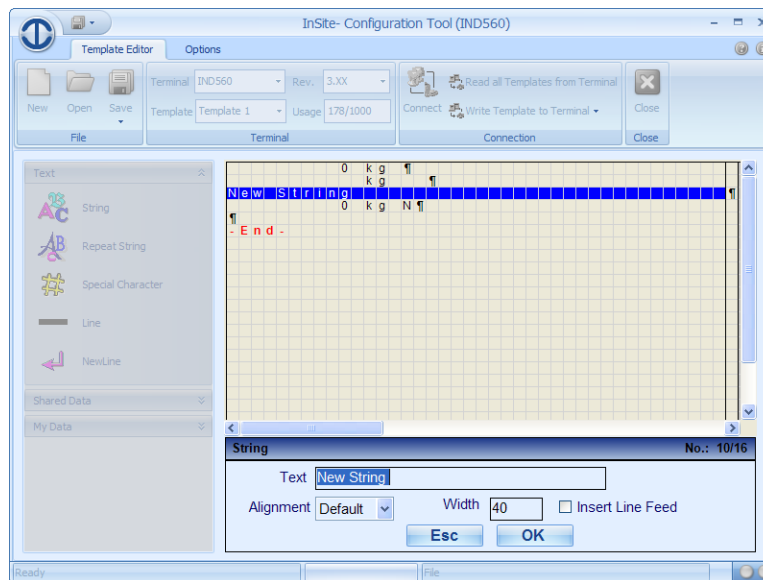 InSite- Configuration Tool (IND560)
Template Editor Options
Terminal IND560 Rev. 3.XX Read all Templates from Terminal
New Open Save Connect Close
Template Template 1 Usage 178/1000 Write Template to Terminal
File Terminal Connection Close
Text
String
Repeat String
Special Character
Line
NewLine
Shared Data
My Data
0 kg ¶
kg ¶
New String ¶
0 kg N¶
¶
-End-
String No.: 10/16
Text New String
Alignment Default Width 40 Insert Line Feed
Esc OK
Ready File